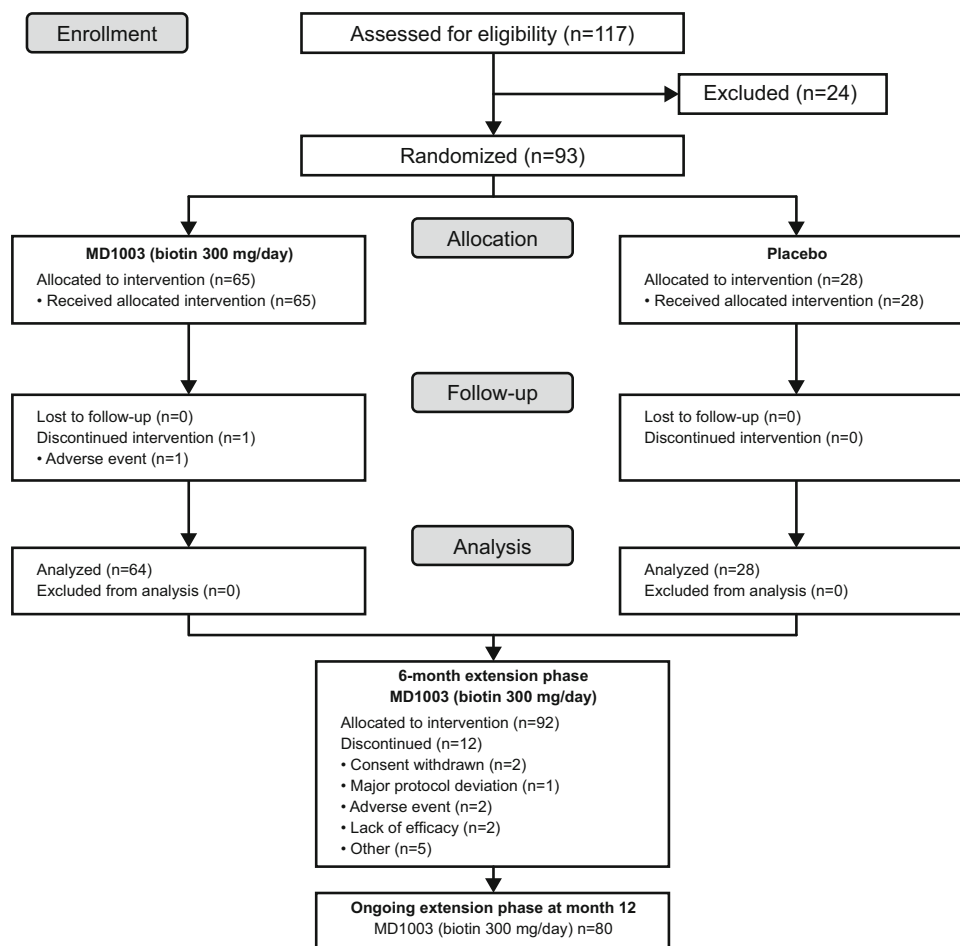 Enrollment
Assessed for eligibility (n=117)
Excluded (n=24)
Randomized (n=93)
Allocation
MD1003 (biotin 300 mg/day)
Allocated to intervention (n=65)
• Received allocated intervention (n=65)
Placebo
Allocated to intervention (n=28)
• Received allocated intervention (n=28)
Follow-up
Lost to follow-up (n=0)
Discontinued intervention (n=1)
• Adverse event (n=1)
Lost to follow-up (n=0)
Discontinued intervention (n=0)
Analysis
Analyzed (n=64)
Excluded from analysis (n=0)
Analyzed (n=28)
Excluded from analysis (n=0)
6-month extension phase
MD1003 (biotin 300 mg/day)
Allocated to intervention (n=92)
Discontinued (n=12)
• Consent withdrawn (n=2)
• Major protocol deviation (n=1)
• Adverse event (n=2)
• Lack of efficacy (n=2)
• Other (n=5)
Ongoing extension phase at month 12
MD1003 (biotin 300 mg/day) n=80